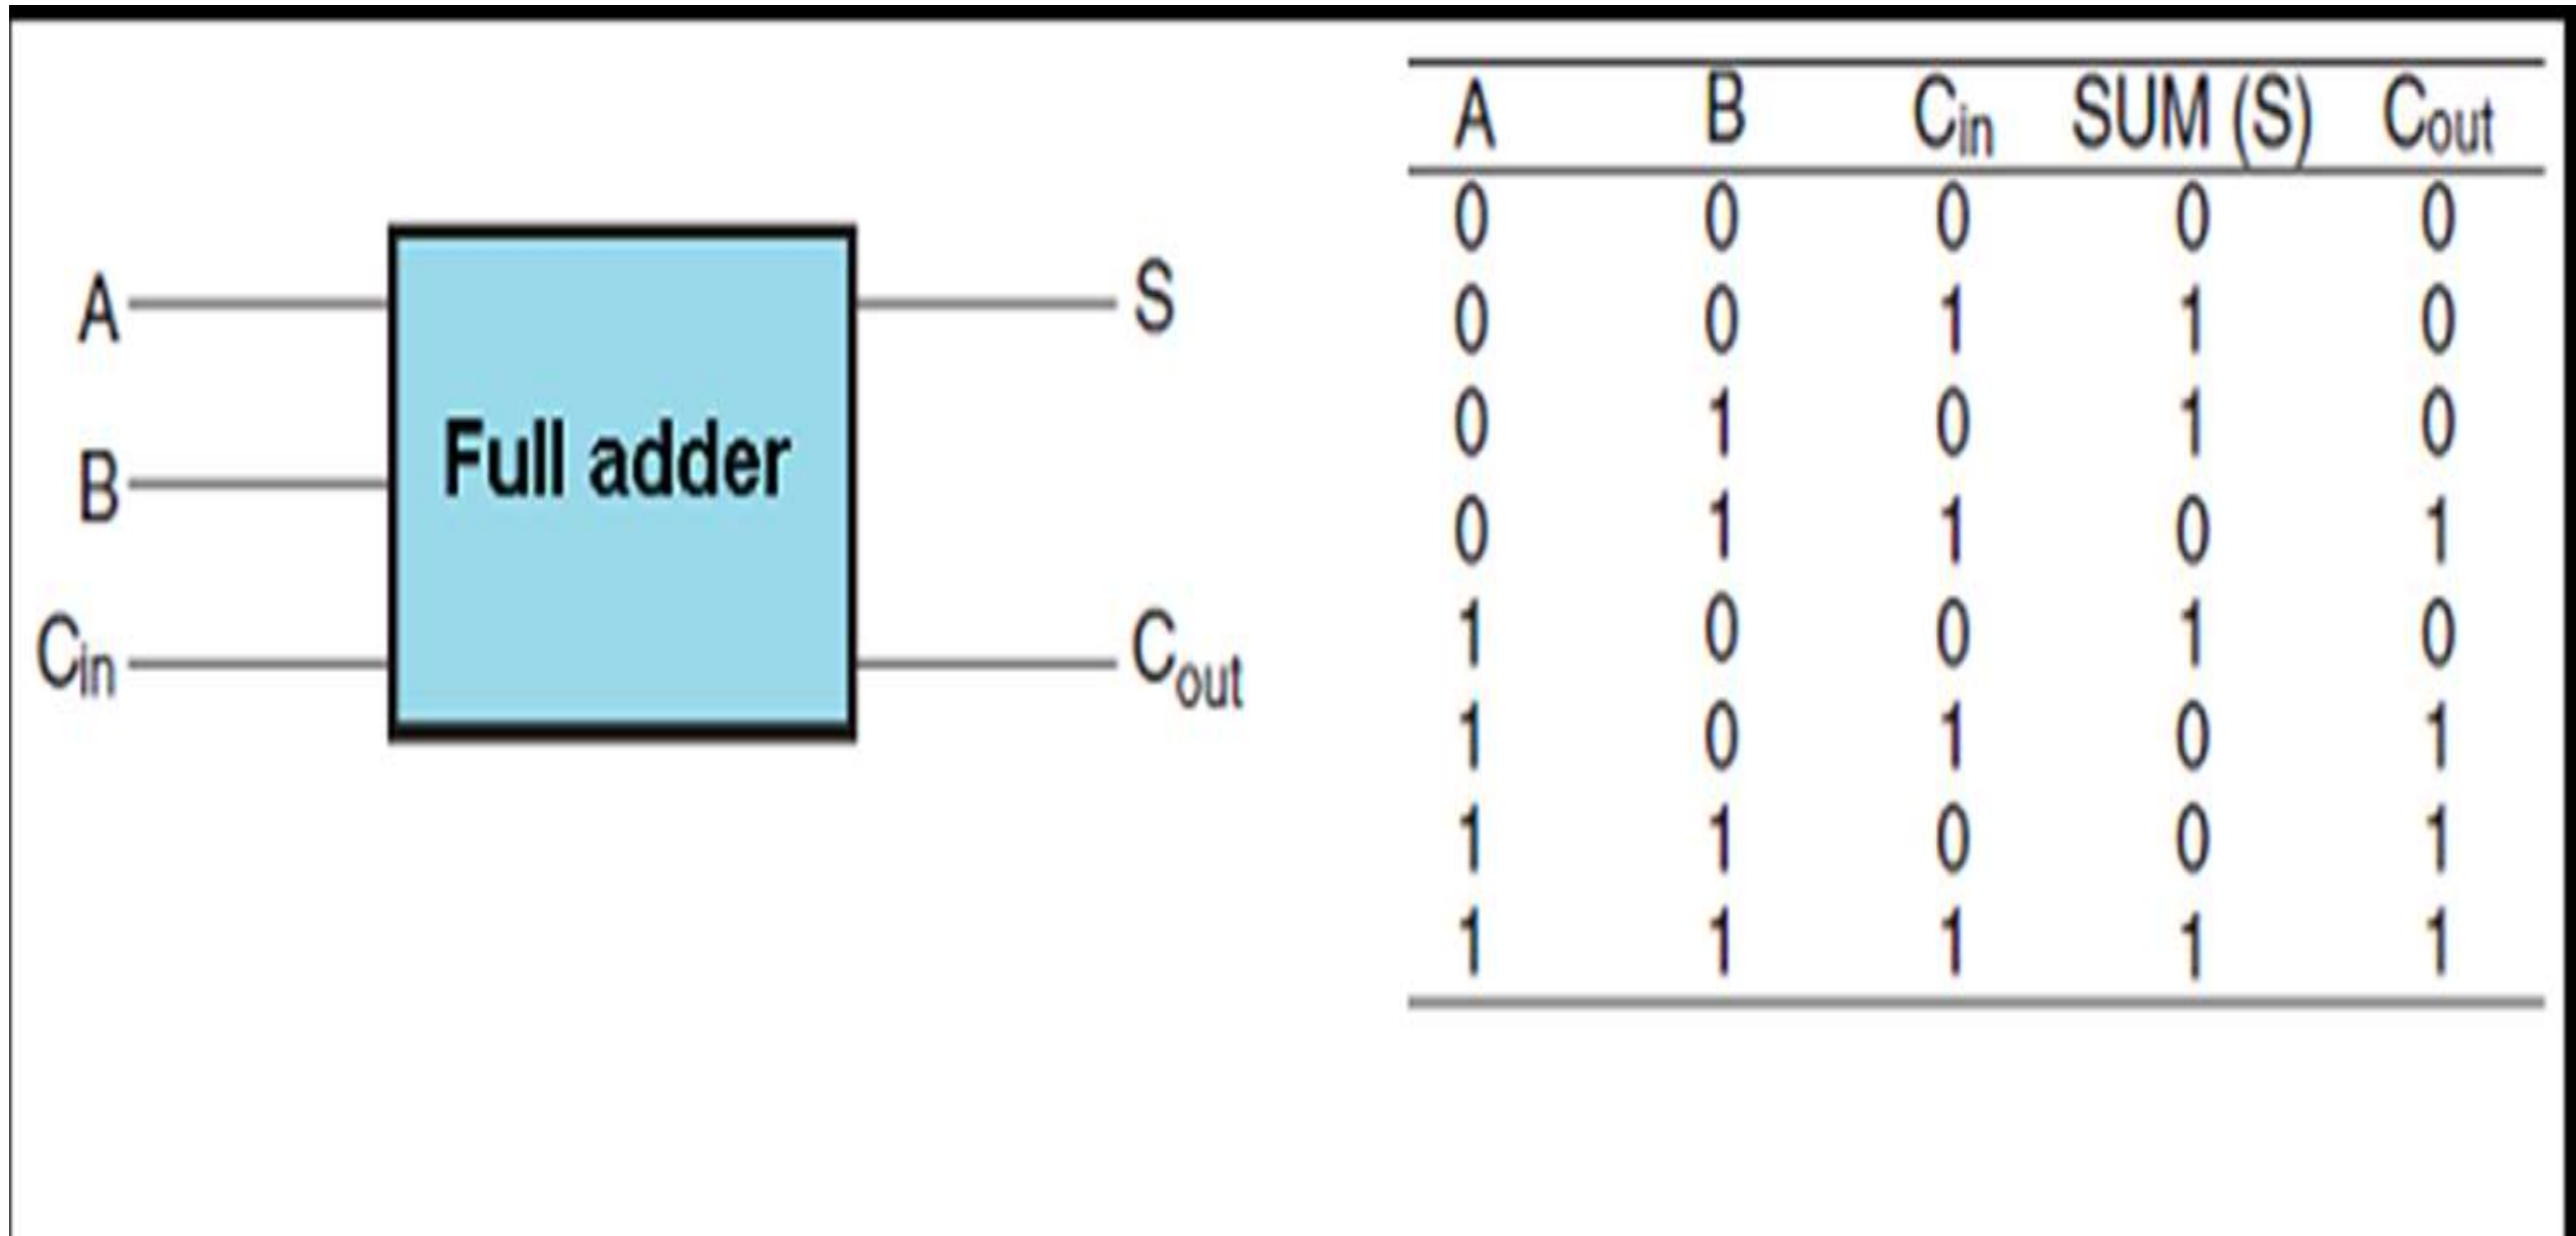 A
B
Cin
Full adder
S
Cout
A B Cin SUM (S) Cout
0 0 0 0 0
0 0 1 1 0
0 1 0 1 0
0 1 1 0 1
1 0 0 1 0
1 0 1 0 1
1 1 0 0 1
1 1 1 1 1